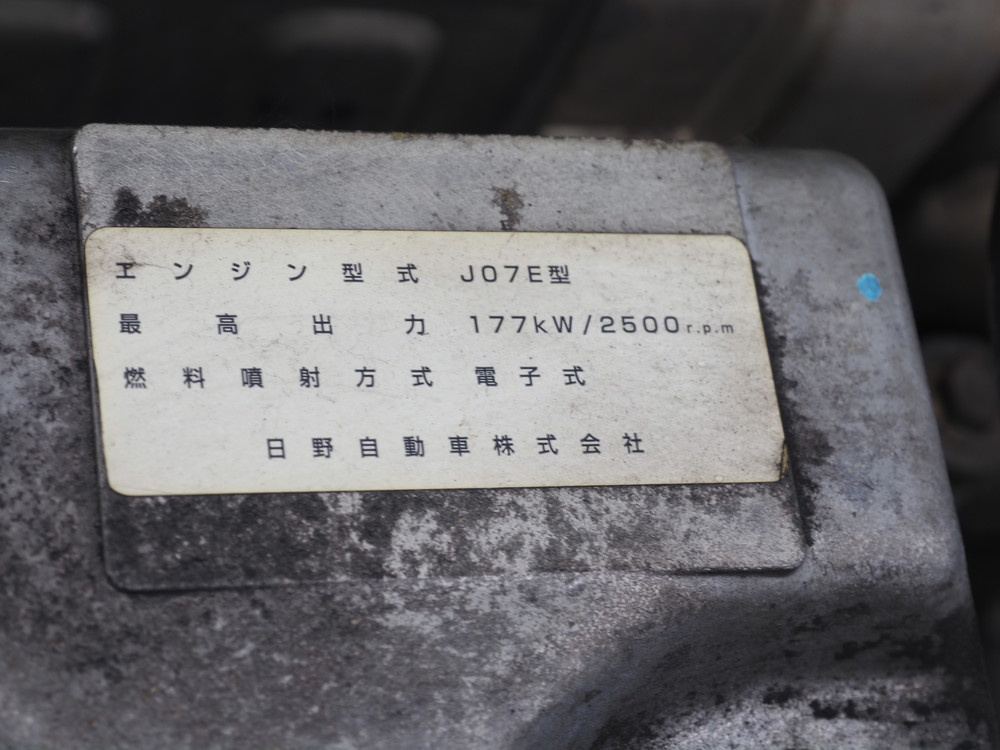 エンジン型式 J07E型
最高出力 177kW/2500r.p.m
燃料噴射方式 電子式
日野自動車株式会社